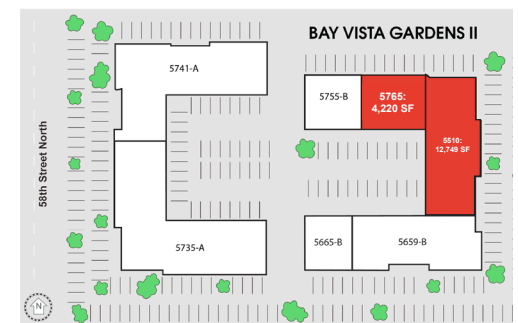 BAY VISTA GARDENS II
5741-A
5755-B
5765:
4,220 SF
5510:
12,749 SF
58th Street North
5735-A
5665-B
5659-B
N